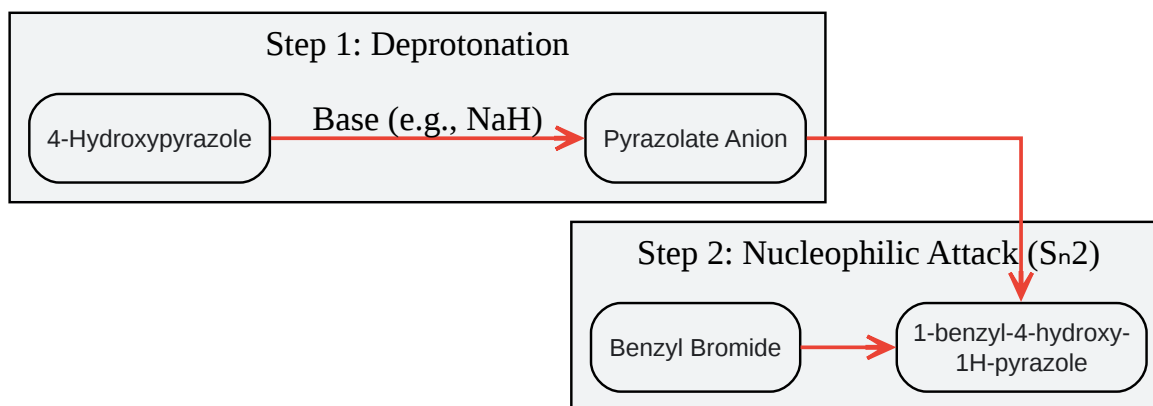 Step 1: Deprotonation
4-Hydroxypyrazole
Base (e.g., NaH)
Pyrazolate Anion
Step 2: Nucleophilic Attack (Sₙ2)
Benzyl Bromide
1-benzyl-4-hydroxy-
1H-pyrazole